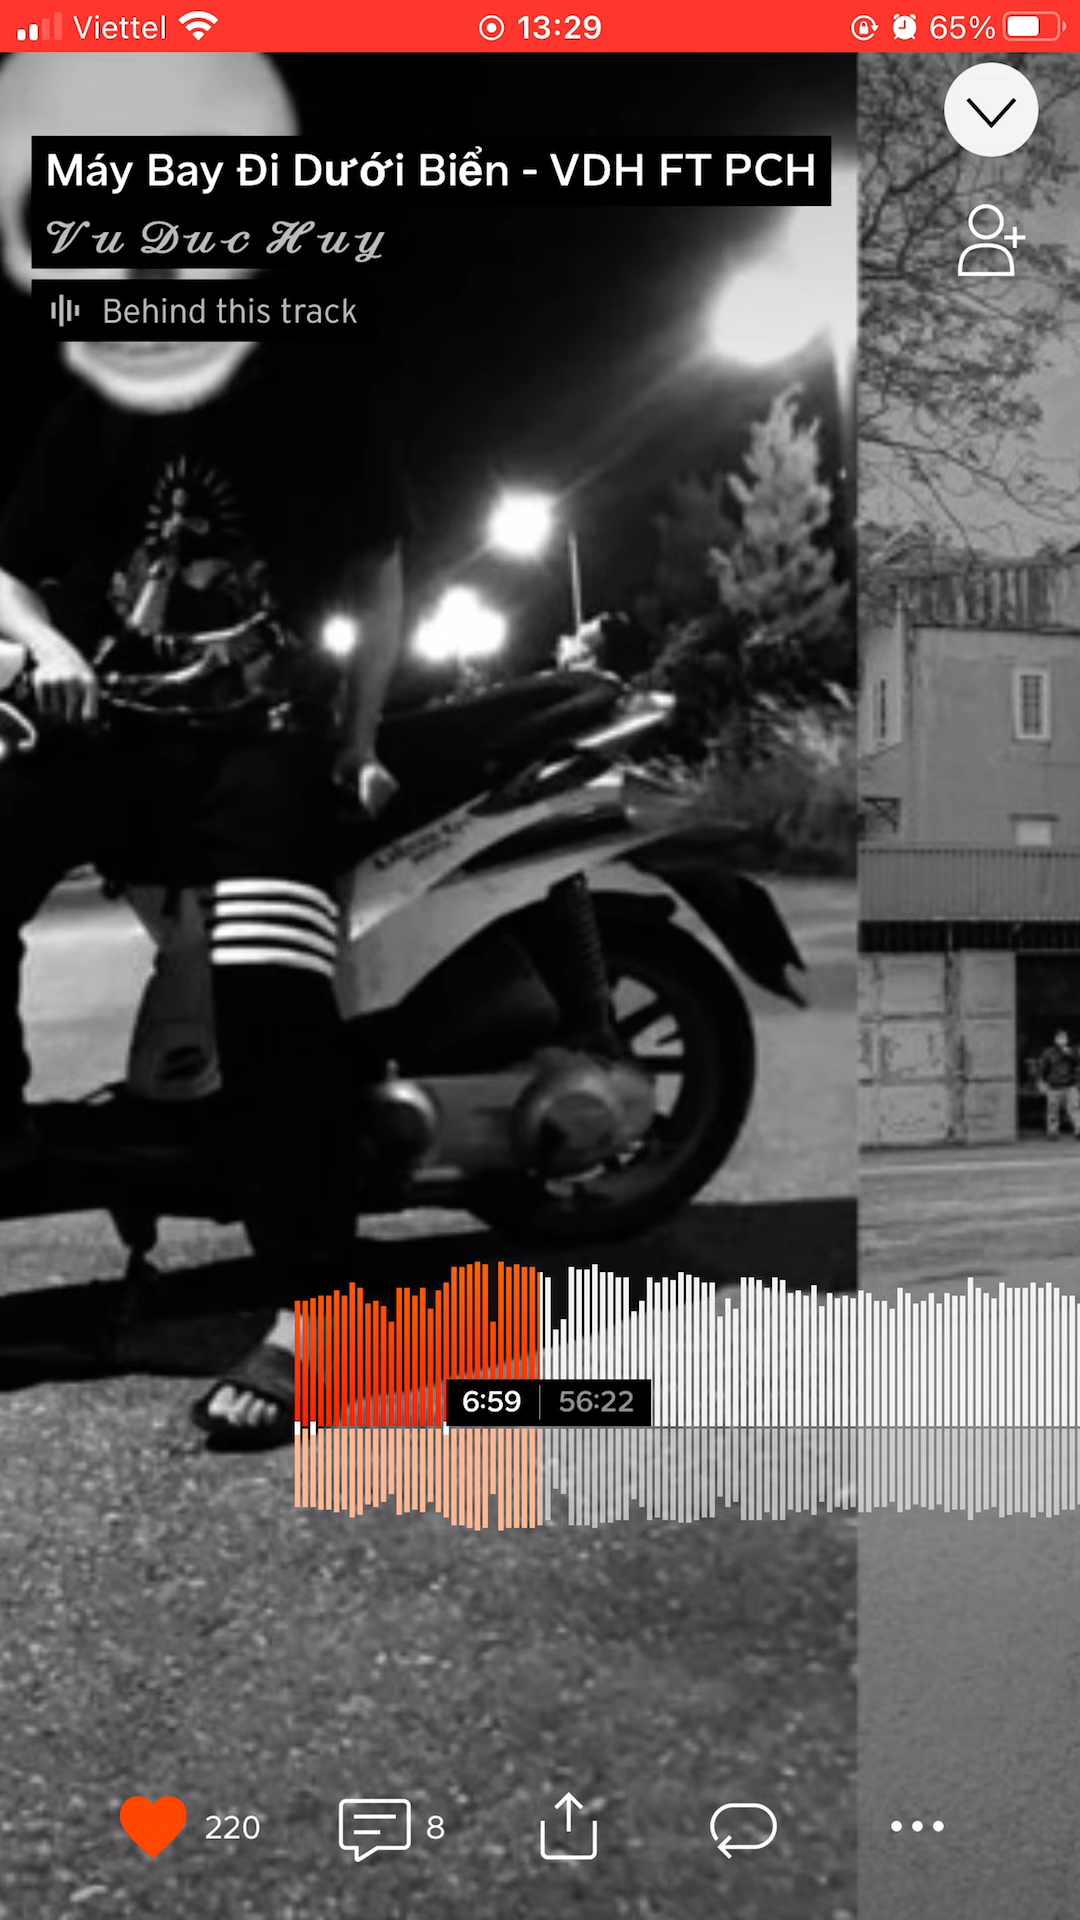 Viettel 13:29 65%
Máy Bay Đi Dưới Biển - VDH FT PCH
𝒱𝓊 𝒟𝓊𝒸 ℋ𝓊𝓎
Behind this track
6:59 56:22
220 8